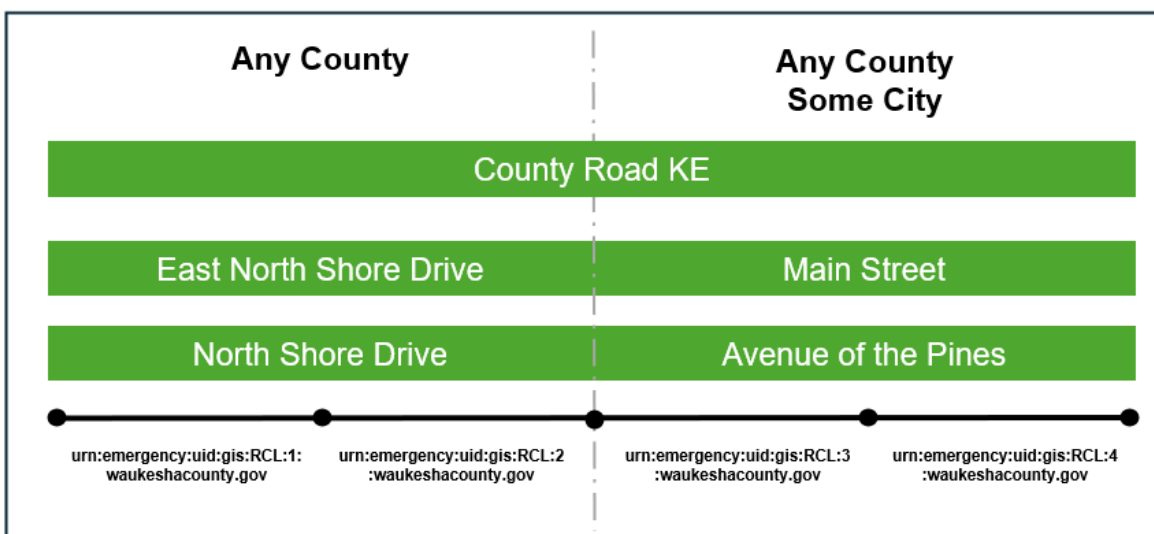 Any County
Any County
Some City
County Road KE
East North Shore Drive
Main Street
North Shore Drive
Avenue of the Pines
urn:emergency:uid:gis:RCL:1:
waukeshacounty.gov
urn:emergency:uid:gis:RCL:2
:waukeshacounty.gov
urn:emergency:uid:gis:RCL:3
:waukeshacounty.gov
urn:emergency:uid:gis:RCL:4
:waukeshacounty.gov